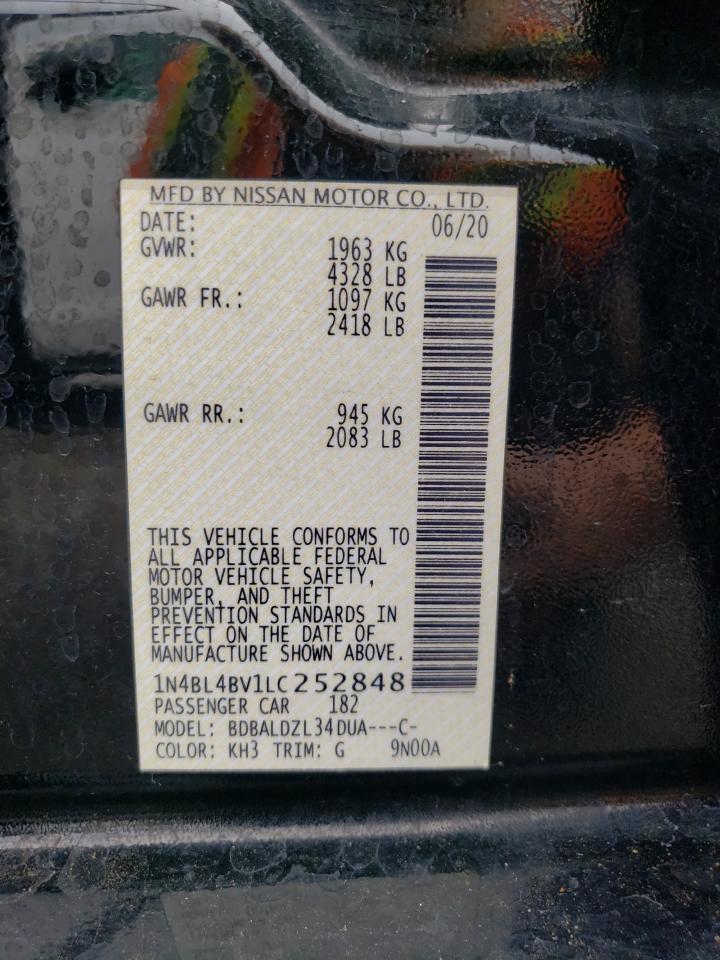 MFD BY NISSAN MOTOR CO., LTD.
DATE: 06/20
GVWR: 1963 KG
4328 LB
GAWR FR.: 1097 KG
2418 LB
GAWR RR.: 945 KG
2083 LB
THIS VEHICLE CONFORMS TO
ALL APPLICABLE FEDERAL
MOTOR VEHICLE SAFETY,
BUMPER, AND THEFT
PREVENTION STANDARDS IN
EFFECT ON THE DATE OF
MANUFACTURE SHOWN ABOVE.
1N4BL4BV1LC252848
PASSENGER CAR 182
MODEL: BDBALDZL34DUA---C-
COLOR: KH3 TRIM: G 9N00A